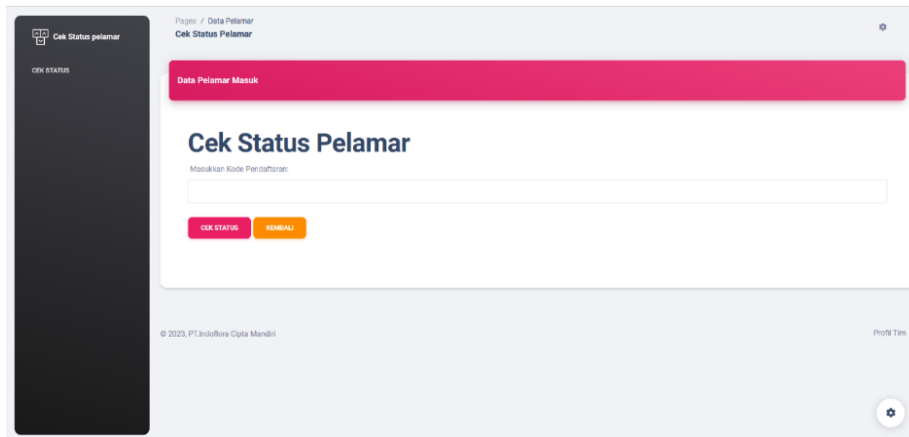 Cek Status pelamar
CEK STATUS
Pages / Data Pelamar
Cek Status Pelamar
Data Pelamar Masuk
Cek Status Pelamar
Masukkan Kode Pendaftaran:
CEK STATUS
KEMBALI
© 2023, PT.Indoflora Cipta Mandiri
Profil Tim